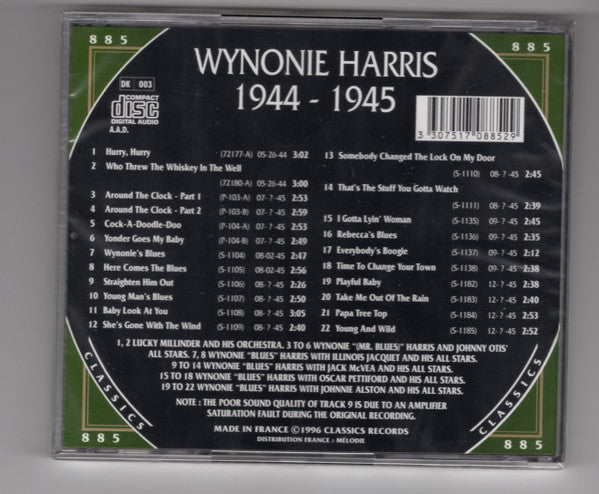 885
885
WYNONIE HARRIS
1944 - 1945
DK 003
COMPACT
disc
DIGITAL AUDIO
A.A.D.
3 307517 088529
1 Hurry, Hurry (72177-A) 05-26-44 3:02
2 Who Threw The Whiskey In The Well
(72180-A) 05-26-44 3:00
3 Around The Clock - Part 1 (P-103-A) 07-?-45 2:53
4 Around The Clock - Part 2 (P-103-B) 07-?-45 2:59
5 Cock-A-Doodle-Doo (P-104-A) 07-?-45 2:53
6 Yonder Goes My Baby (P-104-B) 07-?-45 2:49
7 Wynonie's Blues (S-1104) 08-02-45 2:47
8 Here Comes The Blues (S-1105) 08-02-45 2:56
9 Straighten Him Out (S-1106) 08-?-45 2:30
10 Young Man's Blues (S-1107) 08-?-45 2:50
11 Baby Look At You (S-1108) 08-?-45 2:50
12 She's Gone With The Wind (S-1109) 08-?-45 2:40
13 Somebody Changed The Lock On My Door
(S-1110) 08-?-45 2:45
14 That's The Stuff You Gotta Watch
(S-1111) 08-?-45 2:39
15 I Gotta Lyin' Woman (S-1135) 09-?-45 2:45
16 Rebecca's Blues (S-1136) 09-?-45 2:45
17 Everybody's Boogie (S-1137) 09-?-45 2:12
18 Time To Change Your Town (S-1138) 09-?-45 2:38
19 Playful Baby (S-1182) 12-?-45 2:38
20 Take Me Out Of The Rain (S-1183) 12-?-45 2:40
21 Papa Tree Top (S-1184) 12-?-45 2:53
22 Young And Wild (S-1185) 12-?-45 2:52
1, 2 LUCKY MILLINDER AND HIS ORCHESTRA. 3 TO 6 WYNONIE "(MR. BLUES)" HARRIS AND JOHNNY OTIS'
ALL STARS. 7, 8 WYNONIE "BLUES" HARRIS WITH ILLINOIS JACQUET AND HIS ALL STARS.
9 TO 14 WYNONIE "BLUES" HARRIS WITH JACK McVEA AND HIS ALL STARS.
15 TO 18 WYNONIE "BLUES" HARRIS WITH OSCAR PETTIFORD AND HIS ALL STARS.
19 TO 22 WYNONIE "BLUES" HARRIS WITH JOHNNIE ALSTON AND HIS ALL STARS.
NOTE : THE POOR SOUND QUALITY OF TRACK 9 IS DUE TO AN AMPLIFIER
SATURATION FAULT DURING THE ORIGINAL RECORDING.
MADE IN FRANCE ©1996 CLASSICS RECORDS
DISTRIBUTION FRANCE : MÉLODIE
CLASSICS
CLASSICS
885
885